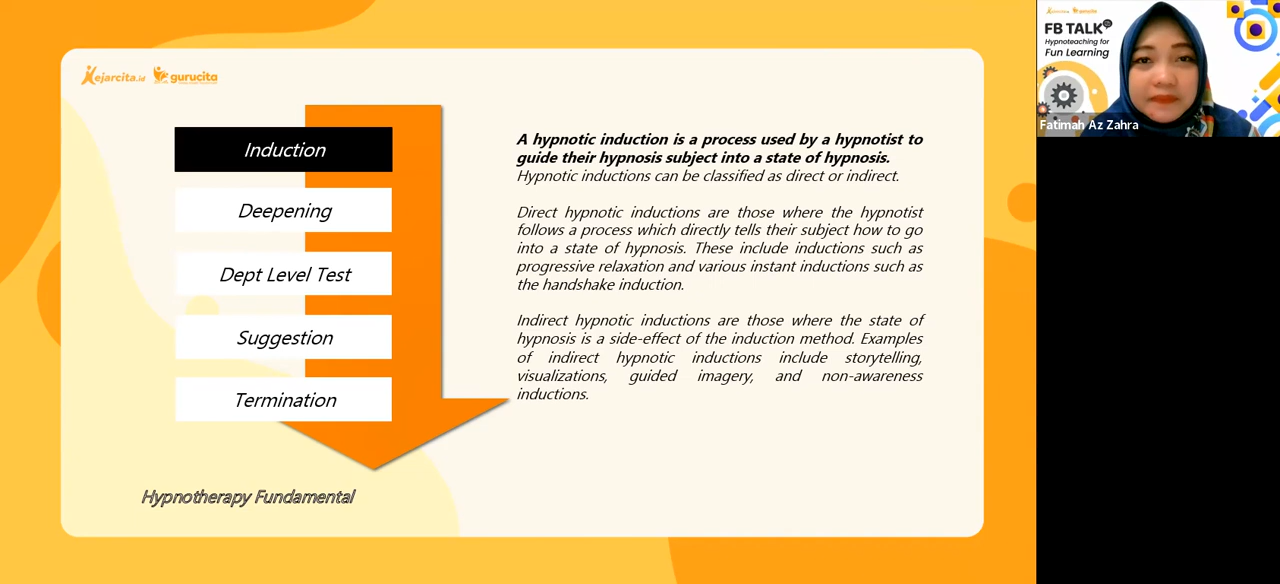 Kejarcita.id gurucita
Induction
Deepening
Dept Level Test
Suggestion
Termination
Hypnotherapy Fundamental
A hypnotic induction is a process used by a hypnotist to
guide their hypnosis subject into a state of hypnosis.
Hypnotic inductions can be classified as direct or indirect.
Direct hypnotic inductions are those where the hypnotist
follows a process which directly tells their subject how to go
into a state of hypnosis. These include inductions such as
progressive relaxation and various instant inductions such as
the handshake induction.
Indirect hypnotic inductions are those where the state of
hypnosis is a side-effect of the induction method. Examples
of indirect hypnotic inductions include storytelling,
visualizations, guided imagery, and non-awareness
inductions.
FB TALK
Hypnoteaching for
Fun Learning
Fatimah Az Zahra